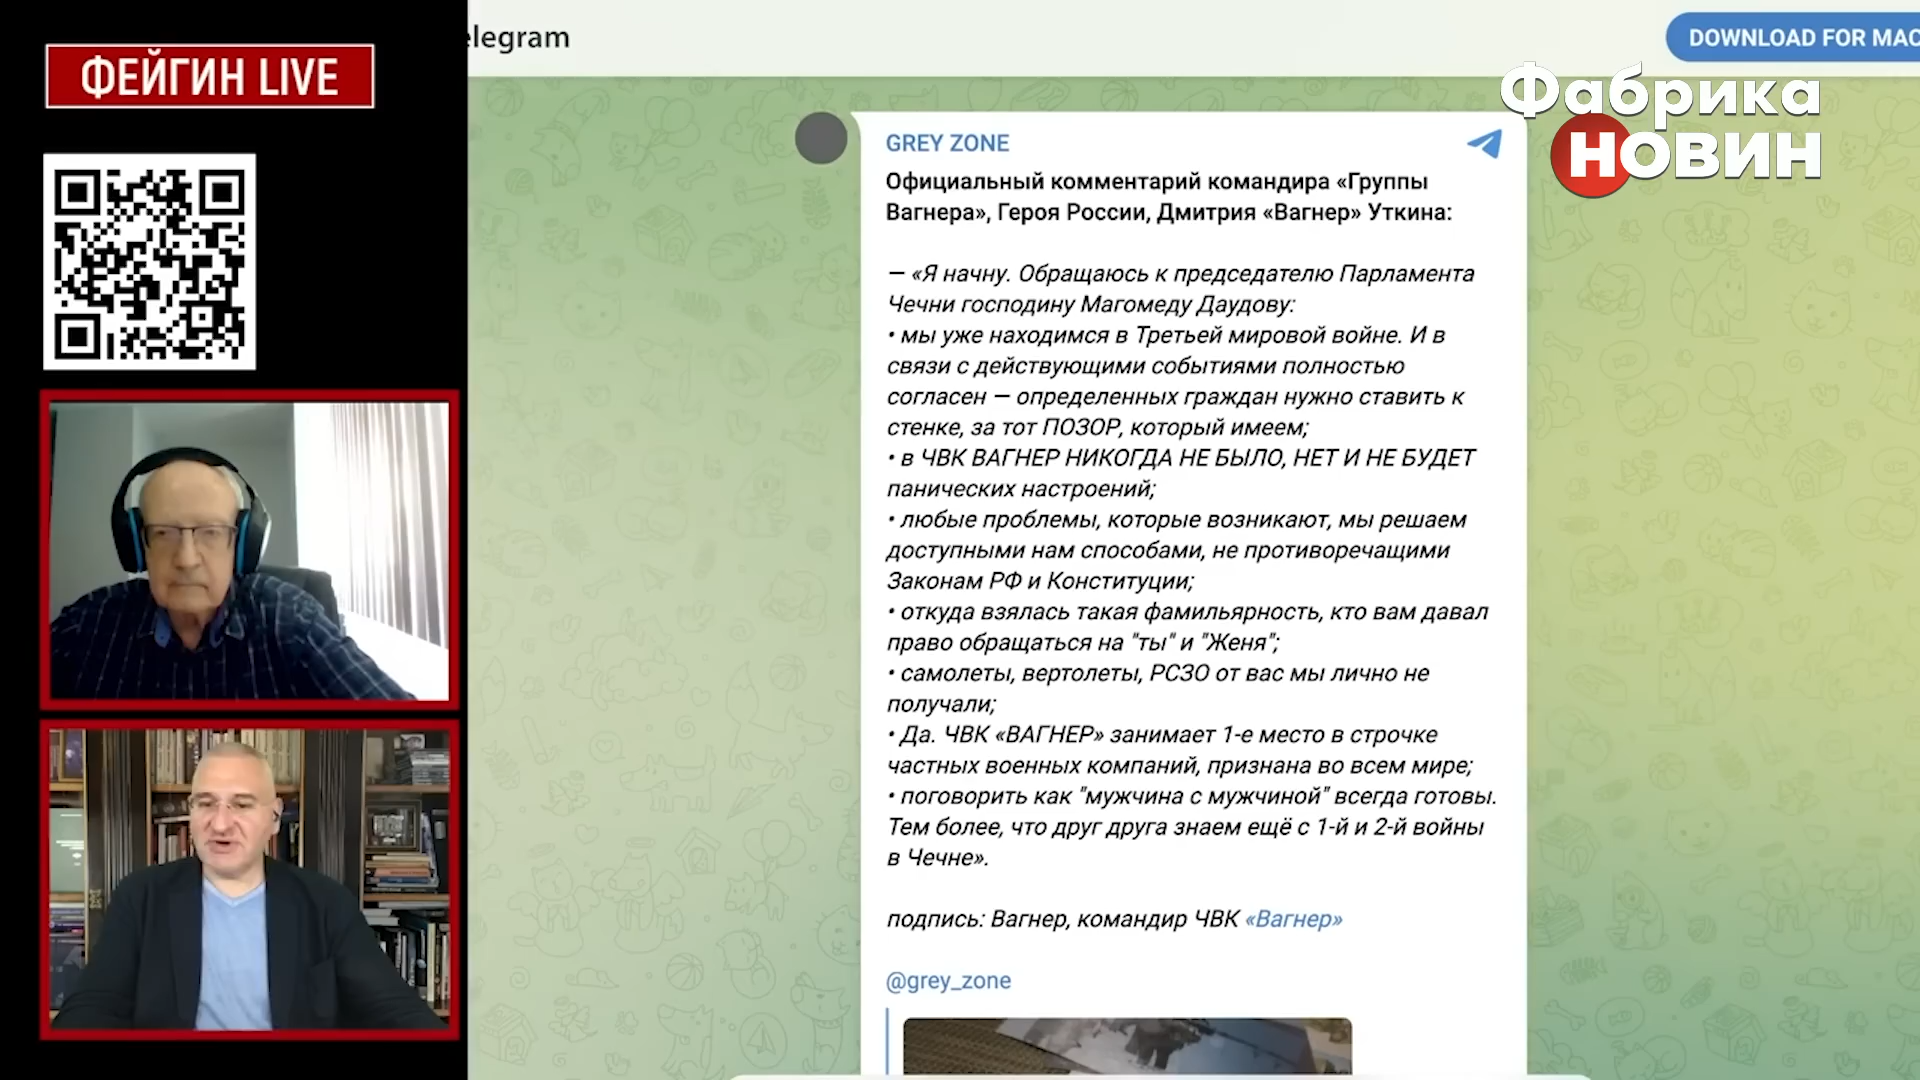 ФЕЙГИН LIVE
elegram
DOWNLOAD FOR MAC
Фабрика
НОВИН
GREY ZONE
Официальный комментарий командира «Группы
Вагнера», Героя России, Дмитрия «Вагнер» Уткина:
— «Я начну. Обращаюсь к председателю Парламента
Чечни господину Магомеду Даудову:
• мы уже находимся в Третьей мировой войне. И в
связи с действующими событиями полностью
согласен — определенных граждан нужно ставить к
стенке, за тот ПОЗОР, который имеем;
• в ЧВК ВАГНЕР НИКОГДА НЕ БЫЛО, НЕТ И НЕ БУДЕТ
панических настроений;
• любые проблемы, которые возникают, мы решаем
доступными нам способами, не противоречащими
Законам РФ и Конституции;
• откуда взялась такая фамильярность, кто вам давал
право обращаться на "ты" и "Женя";
• самолеты, вертолеты, РСЗО от вас мы лично не
получали;
• Да. ЧВК «ВАГНЕР» занимает 1-е место в строчке
частных военных компаний, признана во всем мире;
• поговорить как "мужчина с мужчиной" всегда готовы.
Тем более, что друг друга знаем ещё с 1-й и 2-й войны
в Чечне».
подпись: Вагнер, командир ЧВК «Вагнер»
@grey_zone